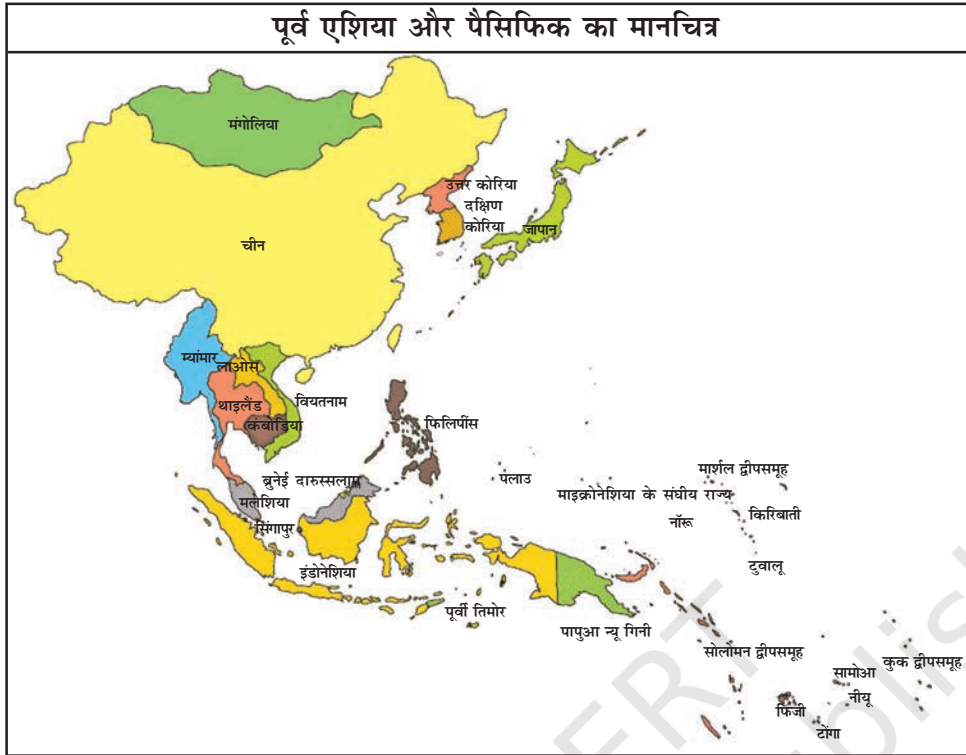 पूर्व एशिया और पैसिफिक का मानचित्र
मंगोलिया
उत्तर कोरिया
दक्षिण
कोरिया
जापान
चीन
म्यांमार
लाओस
थाइलैंड
वियतनाम
कंबोडिया
फिलिपींस
ब्रुनेई दारुस्सलाम
पलाउ
मार्शल द्वीपसमूह
मलेशिया
माइक्रोनेशिया के संघीय राज्य
किरिबाती
सिंगापुर
नॉरू
इंडोनेशिया
टुवालू
पूर्वी तिमोर
पापुआ न्यू गिनी
सोलोमन द्वीपसमूह
सामोआ
कुक द्वीपसमूह
नीयू
फिजी
टोंगा